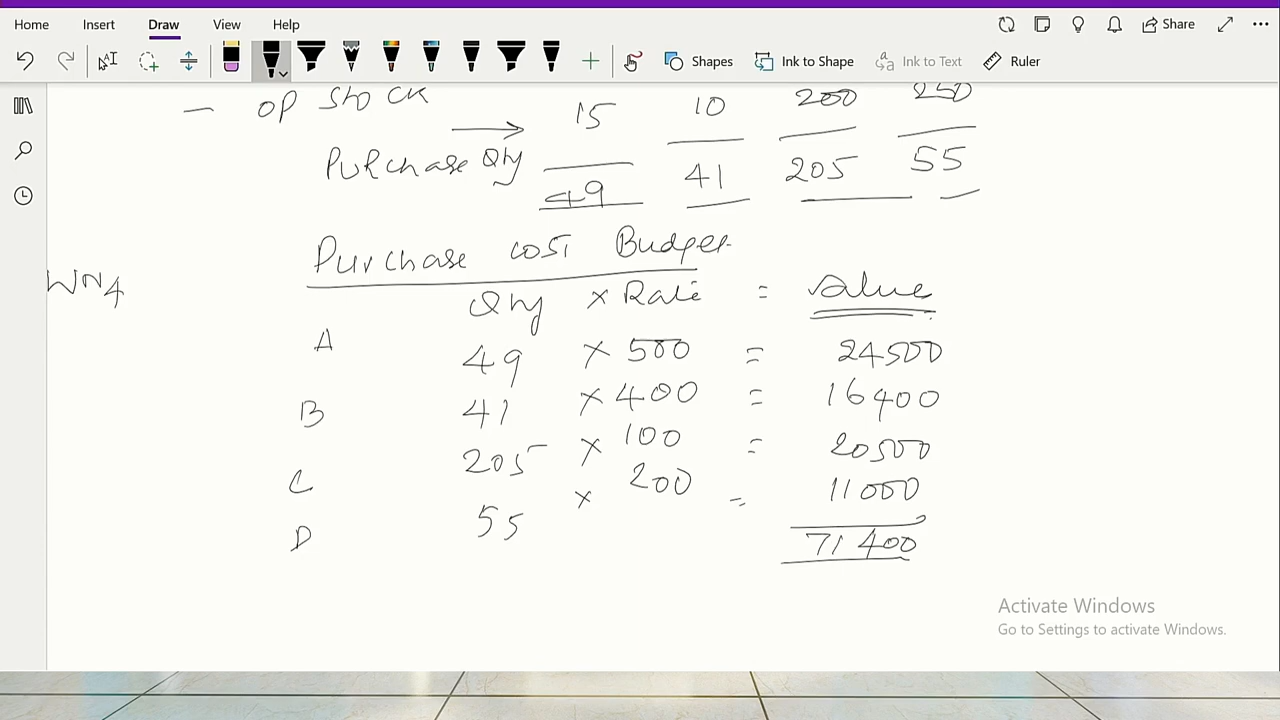 Home Insert Draw View Help Share
Shapes Ink to Shape Ink to Text Ruler
— OP Stock 15 10 200 250
Purchase Qty 49 41 205 55
Purchase cost Budget
WN4
Qty × Rate = Value
A 49 × 500 = 24500
B 41 × 400 = 16400
C 205 × 100 = 20500
D 55 × 200 = 11000
71400
Activate Windows
Go to Settings to activate Windows.